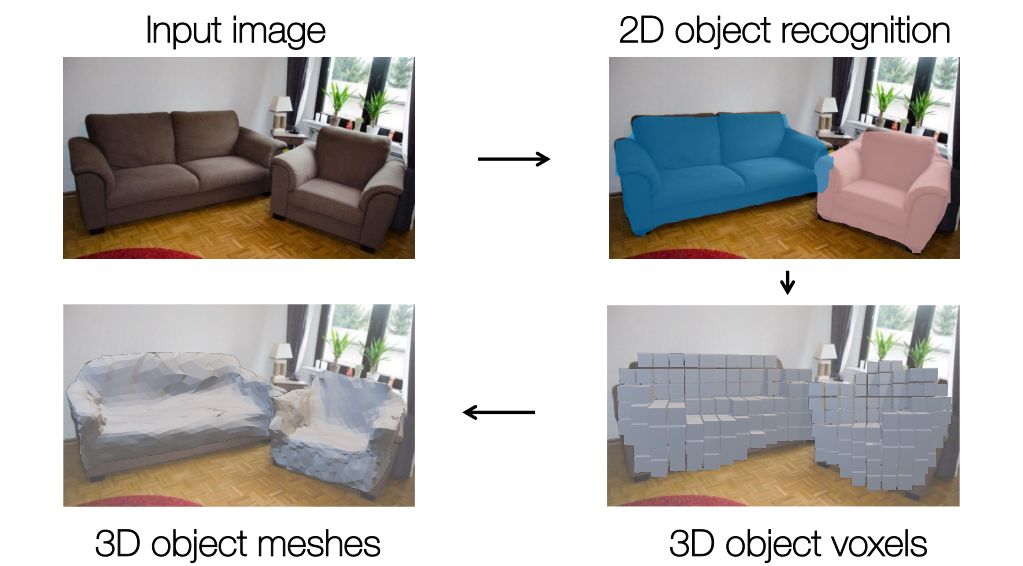 Input image
2D object recognition
3D object meshes
3D object voxels